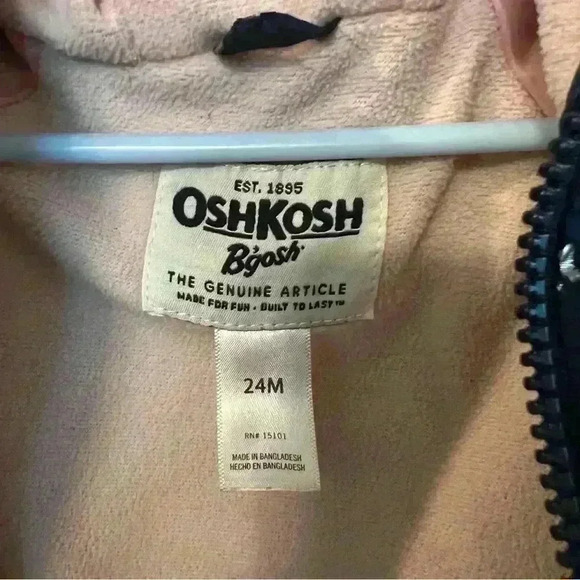 EST. 1895
OSHKOSH
B'gosh
THE GENUINE ARTICLE
MADE FOR FUN • BUILT TO LAST™
24M
RN# 15101
MADE IN BANGLADESH
HECHO EN BANGLADESH